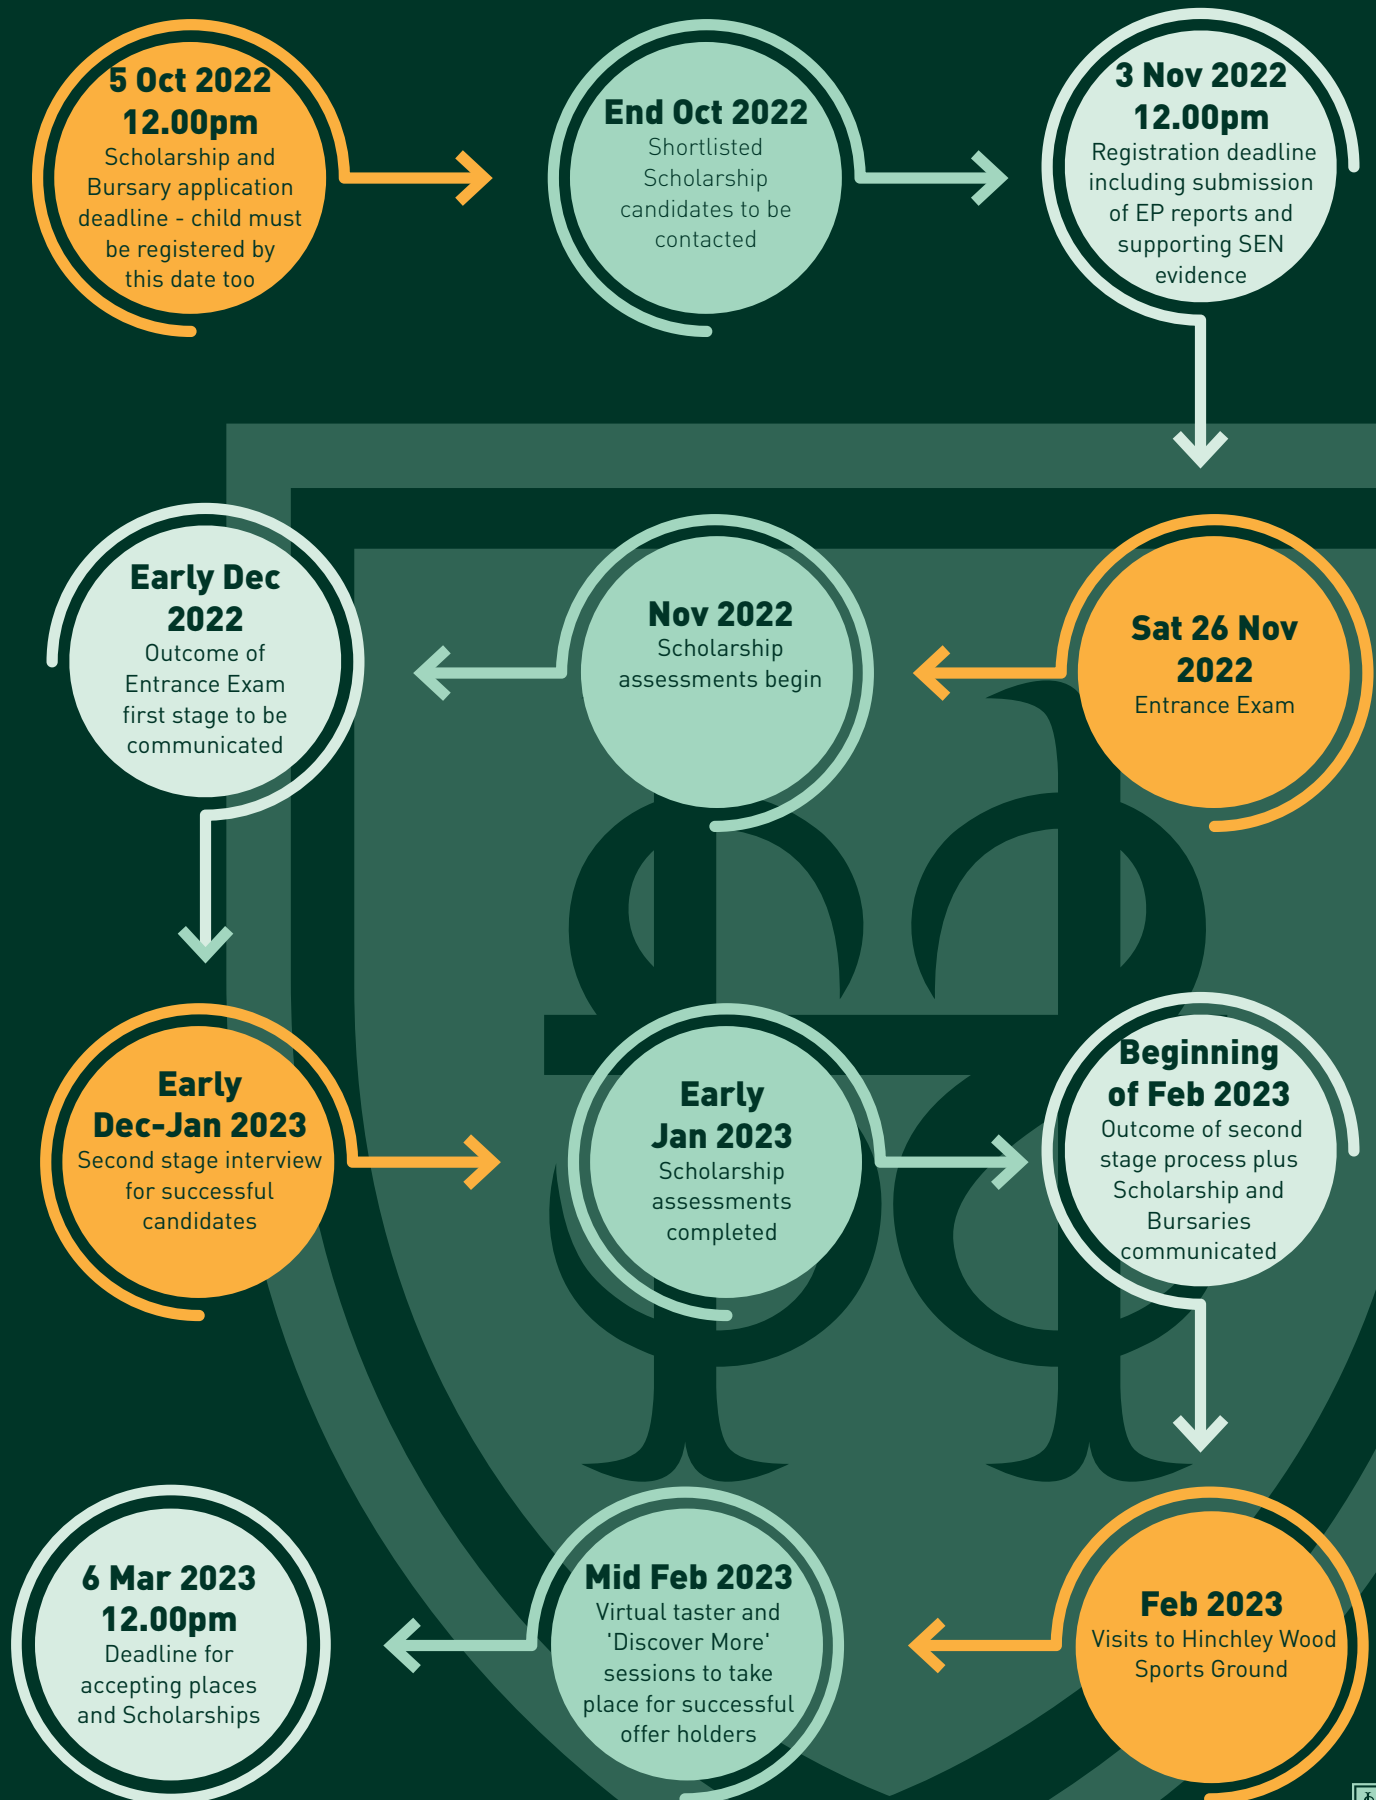 5 Oct 2022
12.00pm
Scholarship and
Bursary application
deadline - child must
be registered by
this date too
End Oct 2022
Shortlisted
Scholarship
candidates to be
contacted
3 Nov 2022
12.00pm
Registration deadline
including submission
of EP reports and
supporting SEN
evidence
Sat 26 Nov
2022
Entrance Exam
Nov 2022
Scholarship
assessments begin
Early Dec
2022
Outcome of
Entrance Exam
first stage to be
communicated
Early
Dec-Jan 2023
Second stage interview
for successful
candidates
Early
Jan 2023
Scholarship
assessments
completed
Beginning
of Feb 2023
Outcome of second
stage process plus
Scholarship and
Bursaries
communicated
Feb 2023
Visits to Hinchley Wood
Sports Ground
Mid Feb 2023
Virtual taster and
'Discover More'
sessions to take
place for successful
offer holders
6 Mar 2023
12.00pm
Deadline for
accepting places
and Scholarships